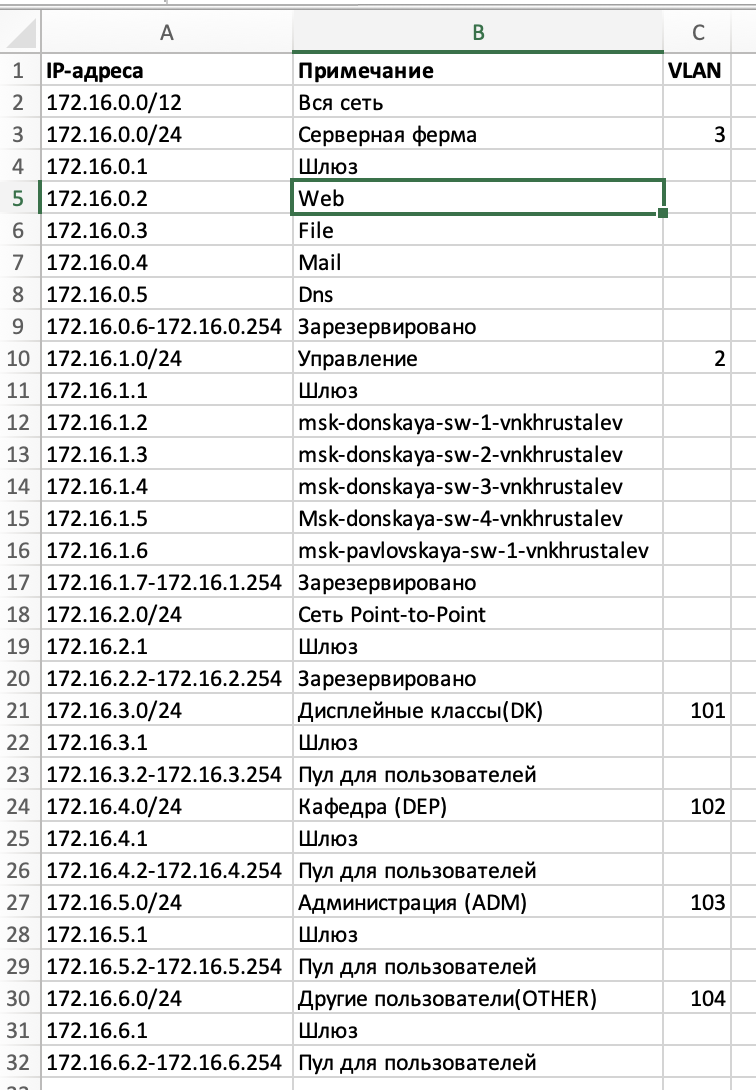 A B C
1 IP-адреса Примечание VLAN
2 172.16.0.0/12 Вся сеть
3 172.16.0.0/24 Серверная ферма 3
4 172.16.0.1 Шлюз
5 172.16.0.2 Web
6 172.16.0.3 File
7 172.16.0.4 Mail
8 172.16.0.5 Dns
9 172.16.0.6-172.16.0.254 Зарезервировано
10 172.16.1.0/24 Управление 2
11 172.16.1.1 Шлюз
12 172.16.1.2 msk-donskaya-sw-1-vnkhrustalev
13 172.16.1.3 msk-donskaya-sw-2-vnkhrustalev
14 172.16.1.4 msk-donskaya-sw-3-vnkhrustalev
15 172.16.1.5 Msk-donskaya-sw-4-vnkhrustalev
16 172.16.1.6 msk-pavlovskaya-sw-1-vnkhrustalev
17 172.16.1.7-172.16.1.254 Зарезервировано
18 172.16.2.0/24 Сеть Point-to-Point
19 172.16.2.1 Шлюз
20 172.16.2.2-172.16.2.254 Зарезервировано
21 172.16.3.0/24 Дисплейные классы(DK) 101
22 172.16.3.1 Шлюз
23 172.16.3.2-172.16.3.254 Пул для пользователей
24 172.16.4.0/24 Кафедра (DEP) 102
25 172.16.4.1 Шлюз
26 172.16.4.2-172.16.4.254 Пул для пользователей
27 172.16.5.0/24 Администрация (ADM) 103
28 172.16.5.1 Шлюз
29 172.16.5.2-172.16.5.254 Пул для пользователей
30 172.16.6.0/24 Другие пользователи(OTHER) 104
31 172.16.6.1 Шлюз
32 172.16.6.2-172.16.6.254 Пул для пользователей